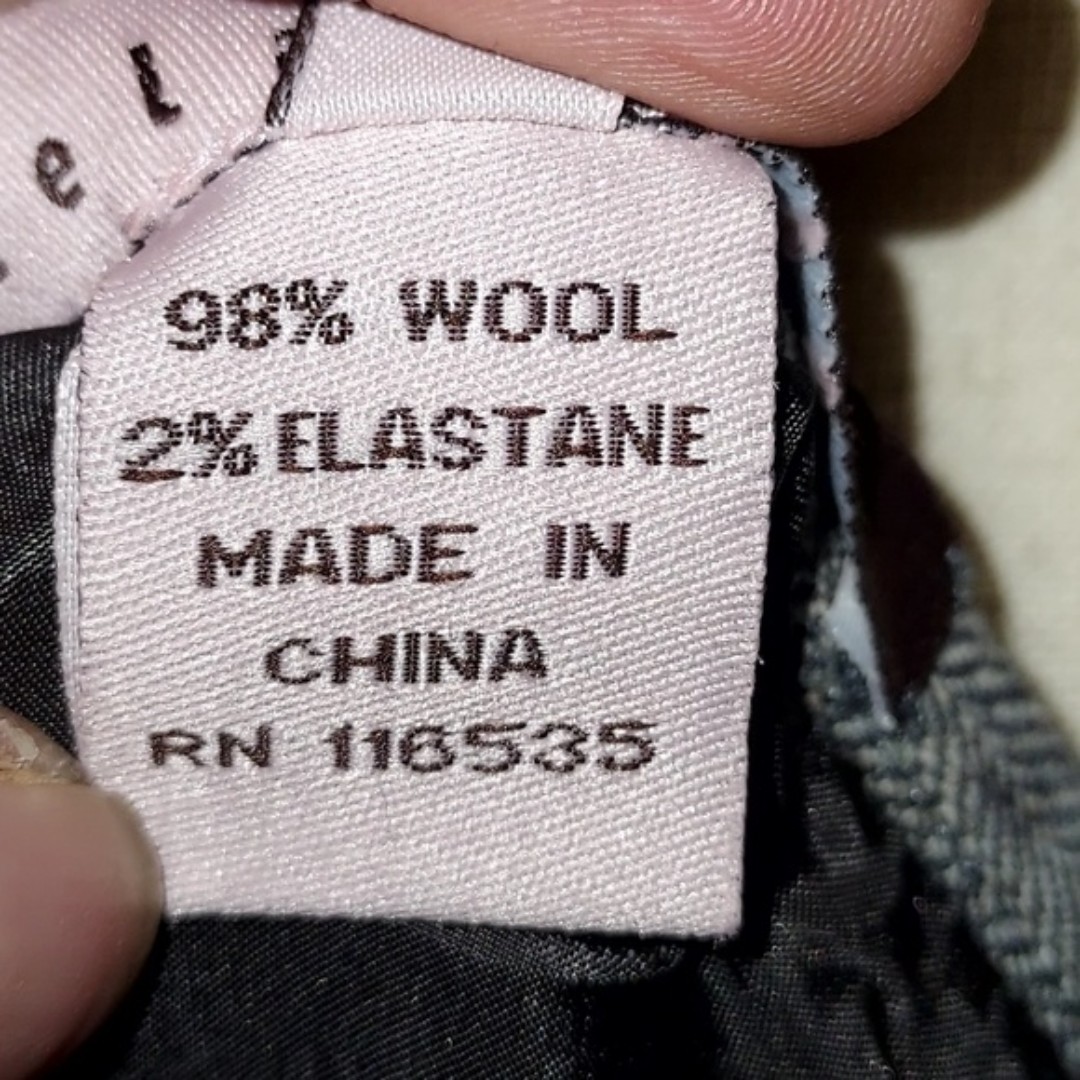 98% WOOL
2% ELASTANE
MADE IN
CHINA
RN 116535